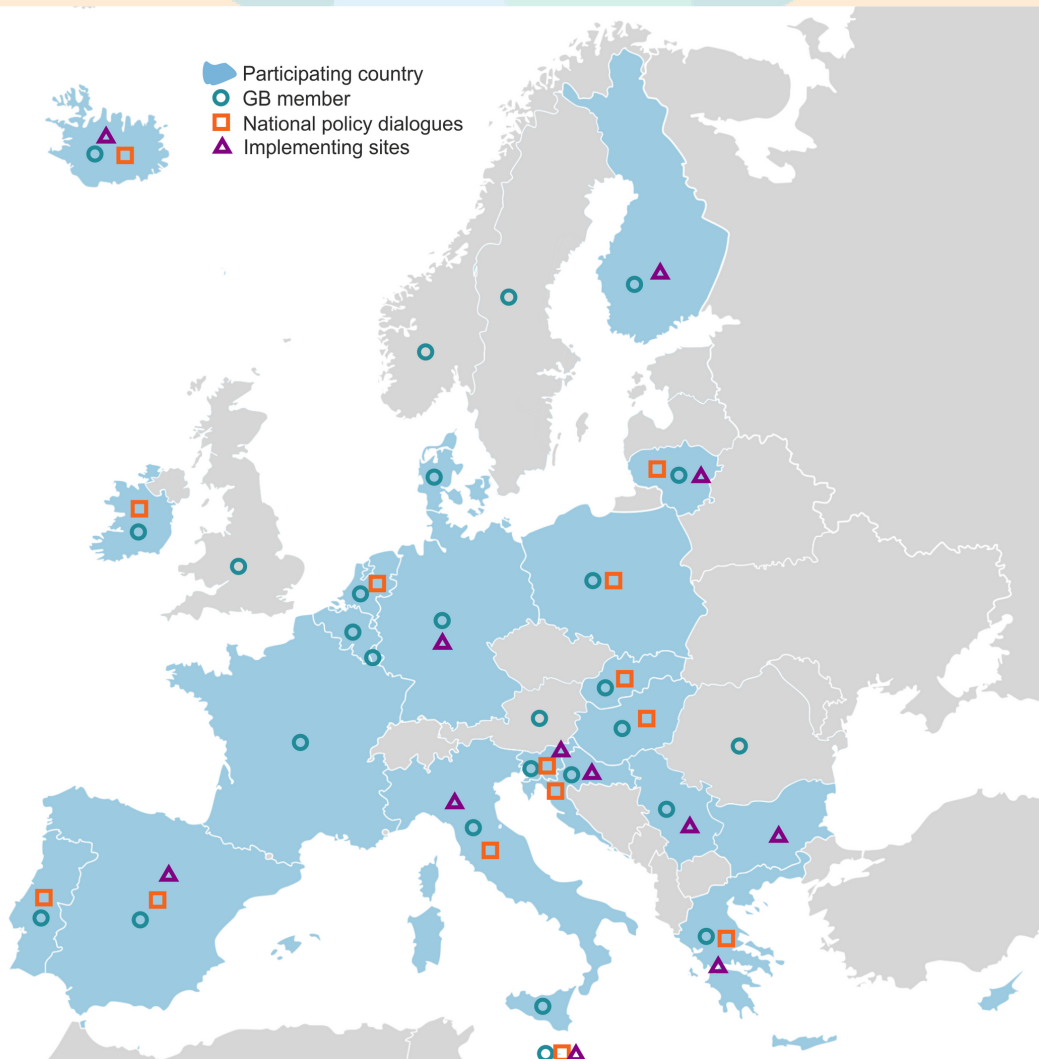 Participating country
GB member
National policy dialogues
Implementing sites